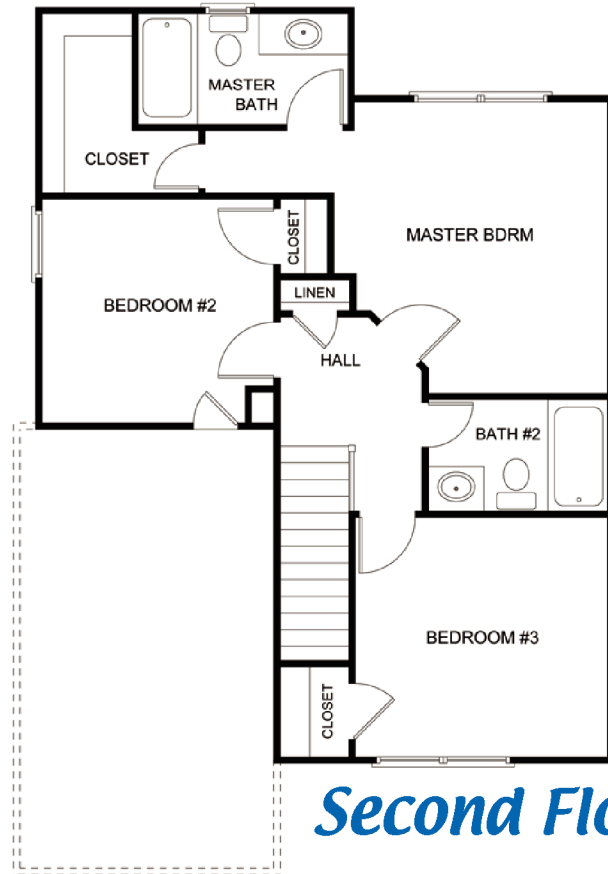 MASTER
BATH
CLOSET
MASTER BDRM
CLOSET
BEDROOM #2
LINEN
HALL
BATH #2
BEDROOM #3
CLOSET
Second Flo